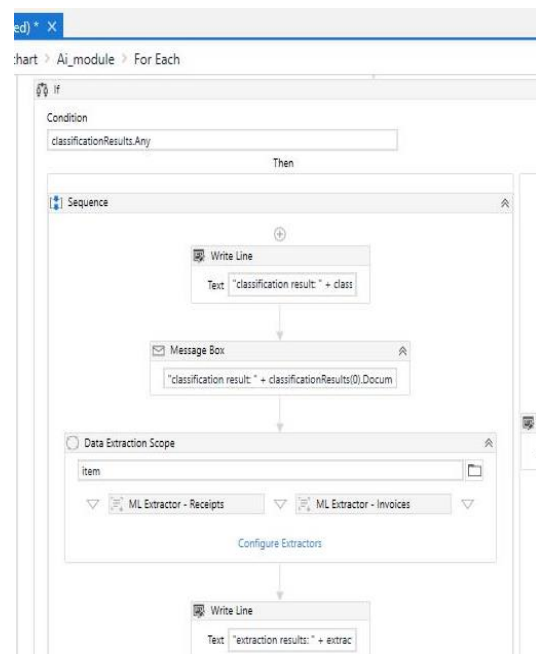 ed)* ×
chart > Ai_module > For Each
If
Condition
classificationResults.Any
Then
Sequence
Write Line
Text "classification result: " + class
Message Box
"classification result: " + classificationResults(0).Docum
Data Extraction Scope
item
ML Extractor - Receipts ML Extractor - Invoices
Configure Extractors
Write Line
Text "extraction results: " + extrac